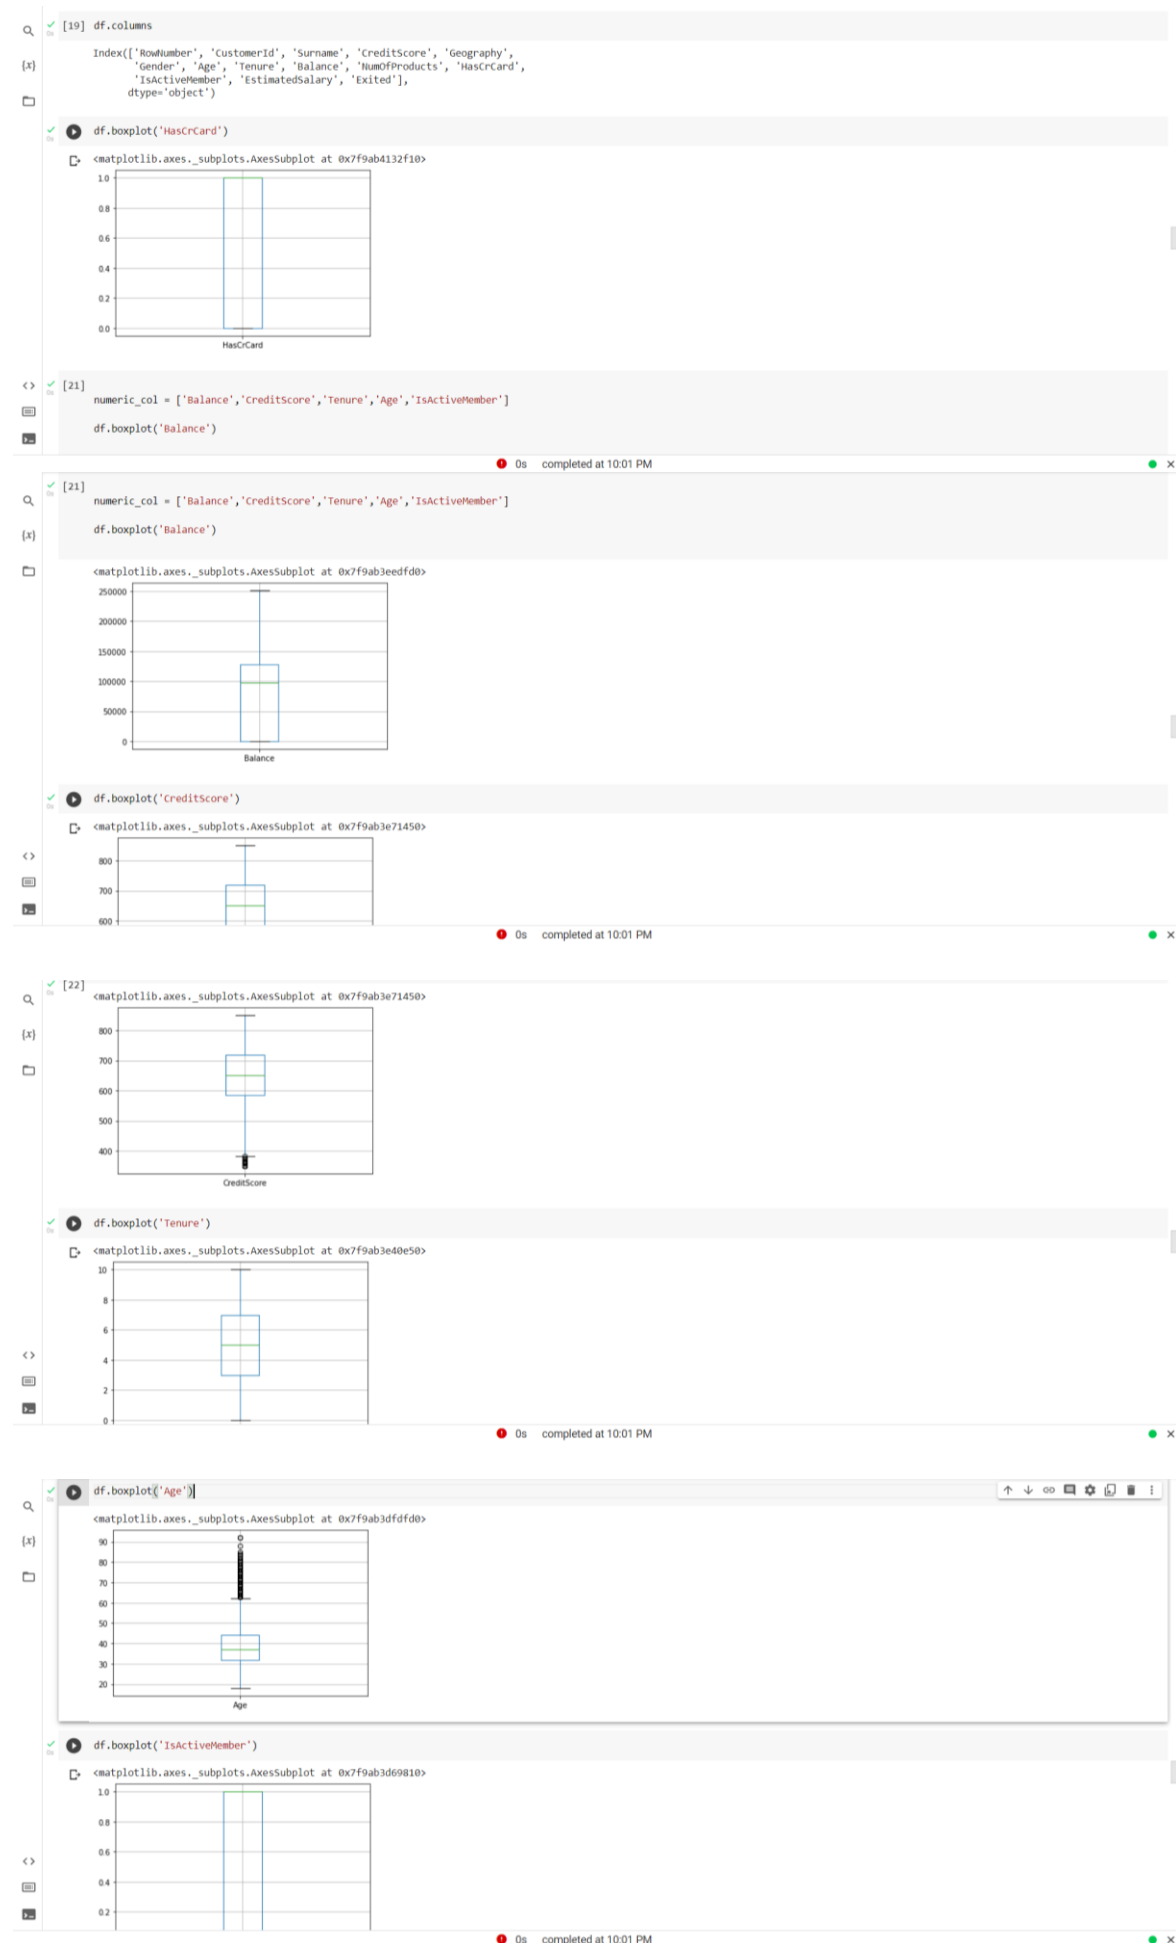 [19] df.columns
Index(['RowNumber', 'CustomerId', 'Surname', 'CreditScore', 'Geography',
'Gender', 'Age', 'Tenure', 'Balance', 'NumOfProducts', 'HasCrCard',
'IsActiveMember', 'EstimatedSalary', 'Exited'],
dtype='object')
{x}
0s
df.boxplot('HasCrCard')
0s
<matplotlib.axes._subplots.AxesSubplot at 0x7f9ab4132f10>
1.0
0.8
0.6
0.4
0.2
0.0
HasCrCard
<> [21]
0s
numeric_col = ['Balance','CreditScore','Tenure','Age','IsActiveMember']
df.boxplot('Balance')
0s completed at 10:01 PM
[21]
0s
numeric_col = ['Balance','CreditScore','Tenure','Age','IsActiveMember']
df.boxplot('Balance')
{x}
<matplotlib.axes._subplots.AxesSubplot at 0x7f9ab3eedfd0>
250000
200000
150000
100000
50000
0
Balance
df.boxplot('CreditScore')
0s
<matplotlib.axes._subplots.AxesSubplot at 0x7f9ab3e71450>
<>
800
700
600
0s completed at 10:01 PM
[22]
0s
<matplotlib.axes._subplots.AxesSubplot at 0x7f9ab3e71450>
{x}
800
700
600
500
400
CreditScore
df.boxplot('Tenure')
0s
<matplotlib.axes._subplots.AxesSubplot at 0x7f9ab3e40e50>
10
8
6
<>
4
2
0
0s completed at 10:01 PM
df.boxplot('Age')
0s
<matplotlib.axes._subplots.AxesSubplot at 0x7f9ab3dfdfd0>
{x}
90
80
70
60
50
40
30
20
Age
df.boxplot('IsActiveMember')
0s
<matplotlib.axes._subplots.AxesSubplot at 0x7f9ab3d69810>
1.0
0.8
0.6
<>
0.4
0.2
0s completed at 10:01 PM